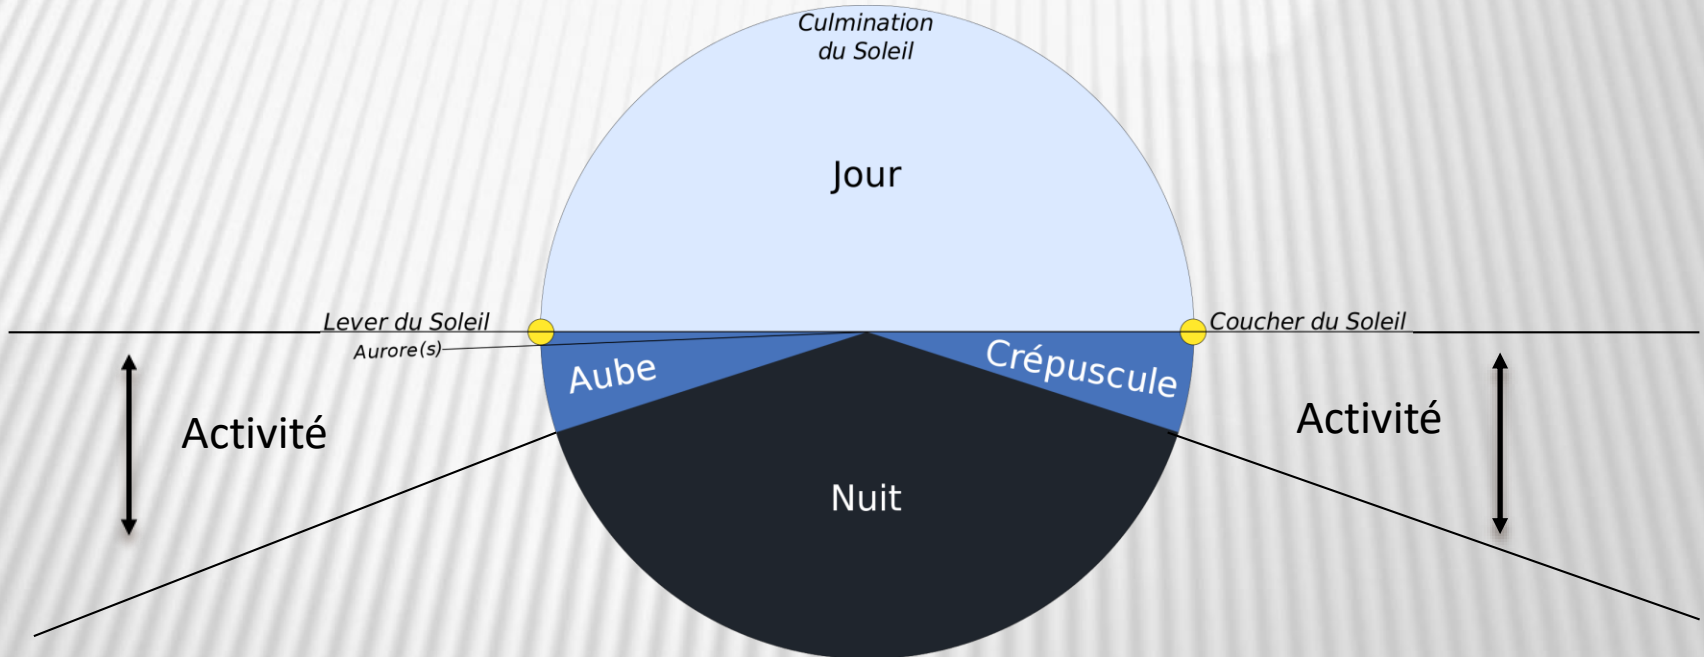 Culmination
du Soleil
Jour
Lever du Soleil
Coucher du Soleil
Aurore(s)
Aube
Crépuscule
Activité
Activité
Nuit